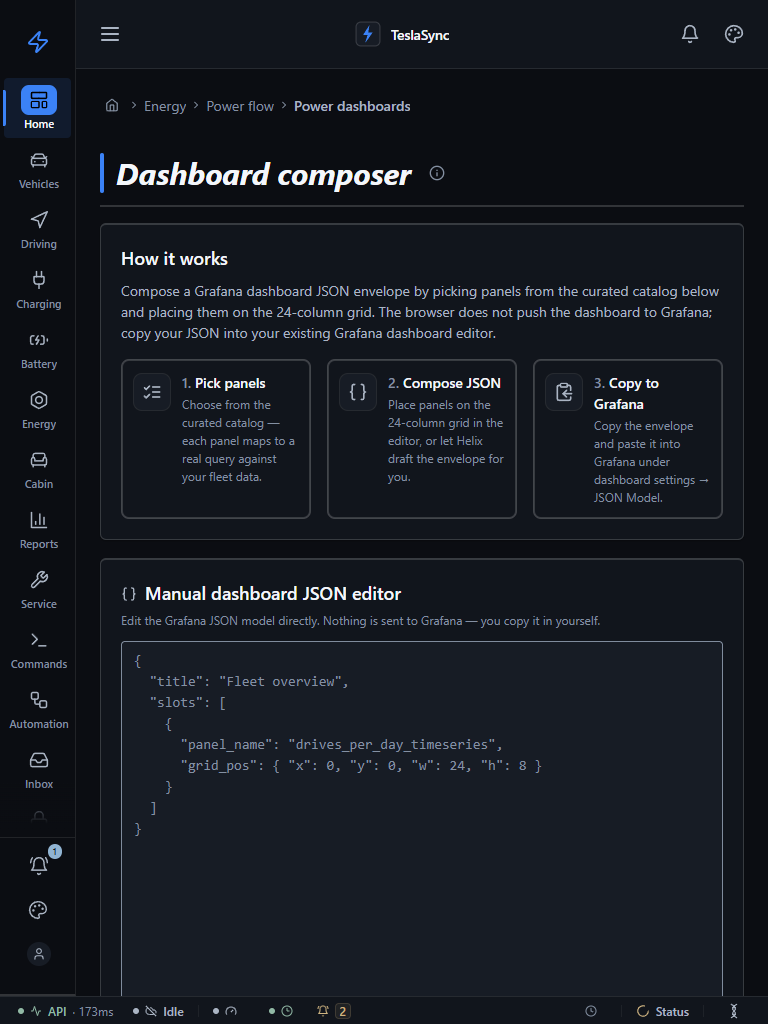 TeslaSync
Home
Vehicles
Driving
Charging
Battery
Energy
Cabin
Reports
Service
Commands
Automation
Inbox
1
Energy > Power flow > Power dashboards
Dashboard composer
How it works
Compose a Grafana dashboard JSON envelope by picking panels from the curated catalog below
and placing them on the 24-column grid. The browser does not push the dashboard to Grafana;
copy your JSON into your existing Grafana dashboard editor.
1. Pick panels
Choose from the
curated catalog —
each panel maps to a
real query against
your fleet data.
2. Compose JSON
Place panels on the
24-column grid in the
editor, or let Helix
draft the envelope for
you.
3. Copy to
Grafana
Copy the envelope
and paste it into
Grafana under
dashboard settings →
JSON Model.
{} Manual dashboard JSON editor
Edit the Grafana JSON model directly. Nothing is sent to Grafana — you copy it in yourself.
{
  "title": "Fleet overview",
  "slots": [
    {
      "panel_name": "drives_per_day_timeseries",
      "grid_pos": { "x": 0, "y": 0, "w": 24, "h": 8 }
    }
  ]
}
API · 173ms Idle 2 Status